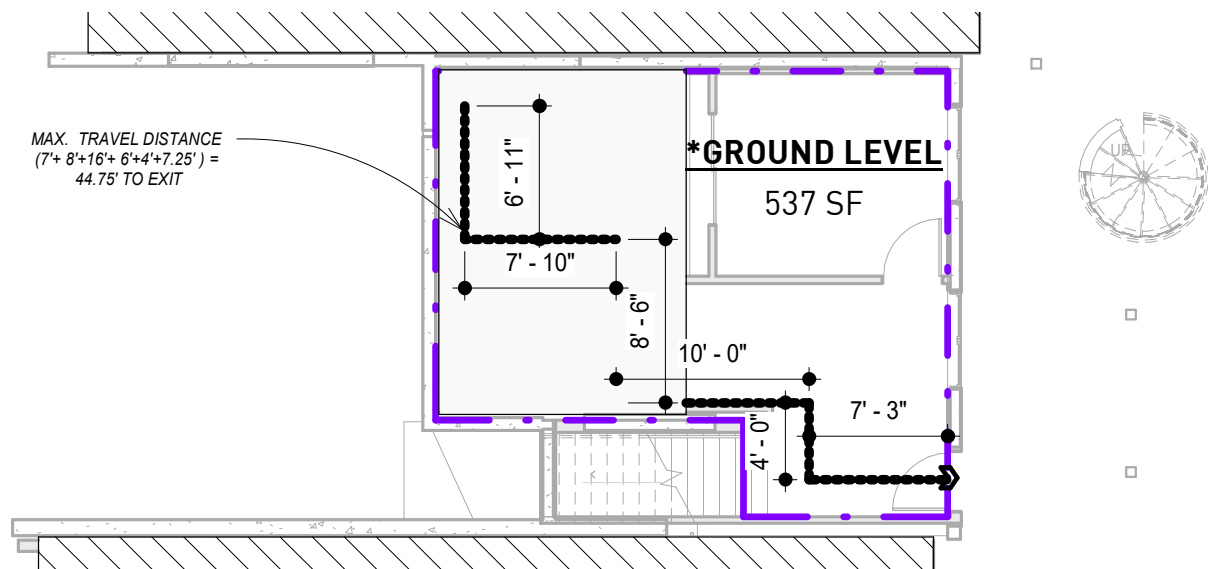 MAX. TRAVEL DISTANCE
(7'+ 8'+16'+ 6'+4'+7.25' ) =
44.75' TO EXIT
6' - 11"
7' - 10"
8' - 6"
10' - 0"
4' - 0"
7' - 3"
*GROUND LEVEL
537 SF
UP